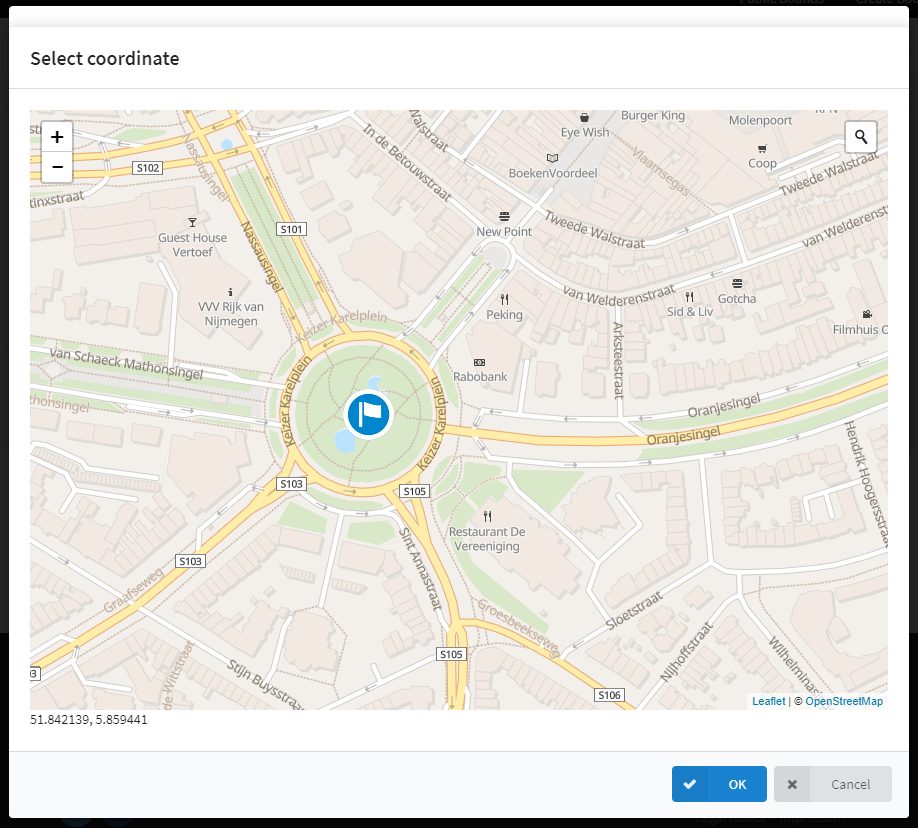 Select coordinate
+
−
Burger King
Molenpoort
Eye Wish
Coop
In de Betouwstraat
Walstraat
Vlaamsegas
BoekenVoordeel
S102
Nassausingel
Tweede Walstraat
tinxstraat
S101
New Point
Tweede Walstraat
van Welderenst
Guest House
Vertoef
Nassausingel
van Welderenstraat
Gotcha
Sid & Liv
VVV Rijk van
Nijmegen
Peking
Keizer Karelplein
Filmhuis C
Arksteestraat
van Schaeck Mathonsingel
Rabobank
thonsingel
Keizer Karelplein
Keizer Karelplein
Oranjesingel
Oranjesingel
Hendrik Hoogersstraat
S103
S105
Restaurant De
Vereeniging
S103
Sint Annastraat
Graafseweg
Groesbeekseweg
Sloetstraat
Nijhoffstraat
Wilhelminas
S105
de Wittstraat
Stijn Buysstraa
S106
Leaflet | © OpenStreetMap
51.842139, 5.859441
OK
Cancel